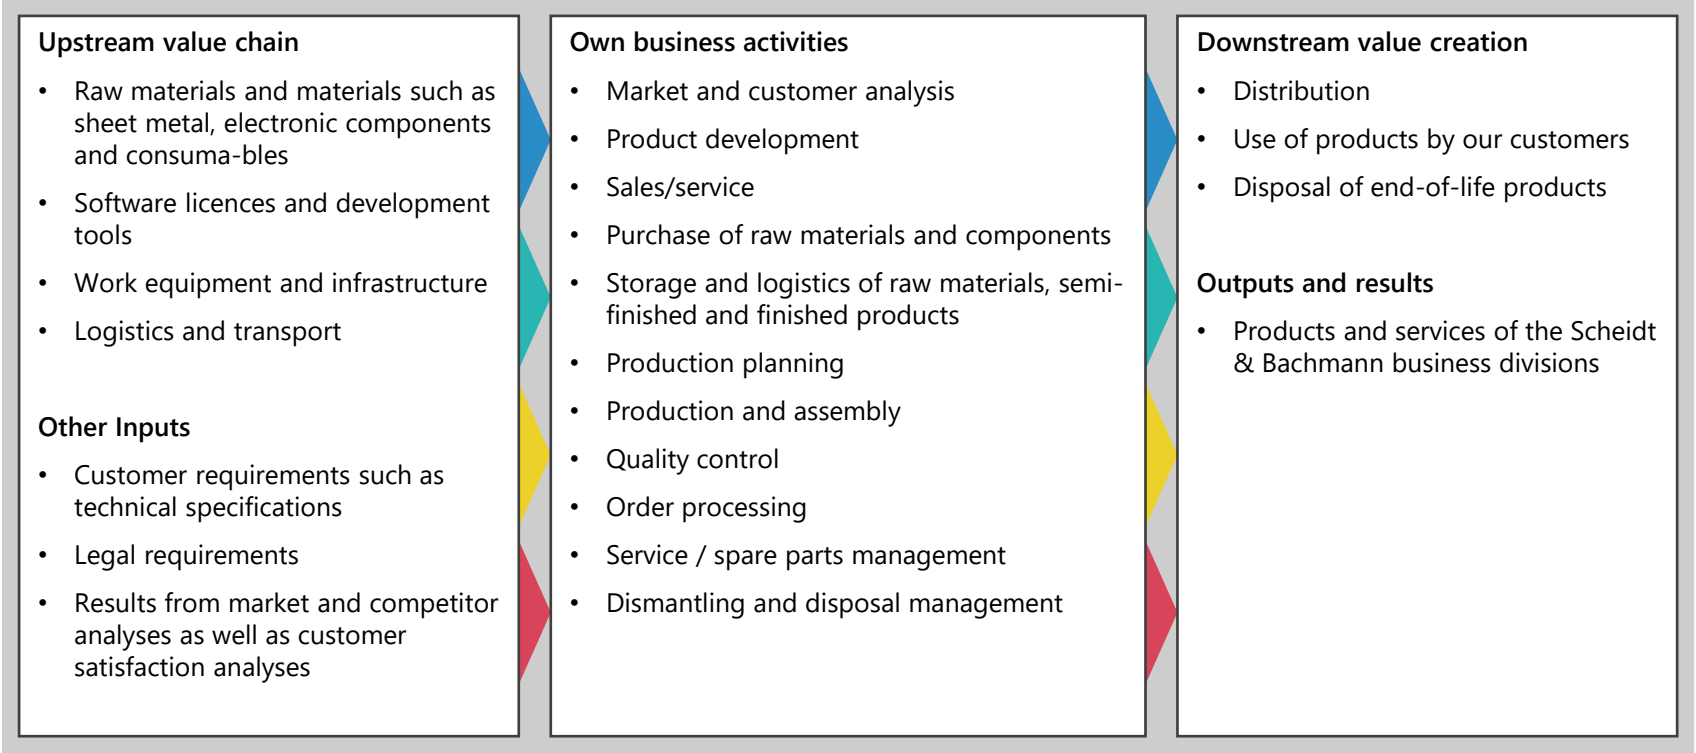 Upstream value chain
• Raw materials and materials such as
sheet metal, electronic components
and consuma-bles
• Software licences and development
tools
• Work equipment and infrastructure
• Logistics and transport
Other Inputs
• Customer requirements such as
technical specifications
• Legal requirements
• Results from market and competitor
analyses as well as customer
satisfaction analyses
Own business activities
• Market and customer analysis
• Product development
• Sales/service
• Purchase of raw materials and components
• Storage and logistics of raw materials, semi-
finished and finished products
• Production planning
• Production and assembly
• Quality control
• Order processing
• Service / spare parts management
• Dismantling and disposal management
Downstream value creation
• Distribution
• Use of products by our customers
• Disposal of end-of-life products
Outputs and results
• Products and services of the Scheidt
& Bachmann business divisions